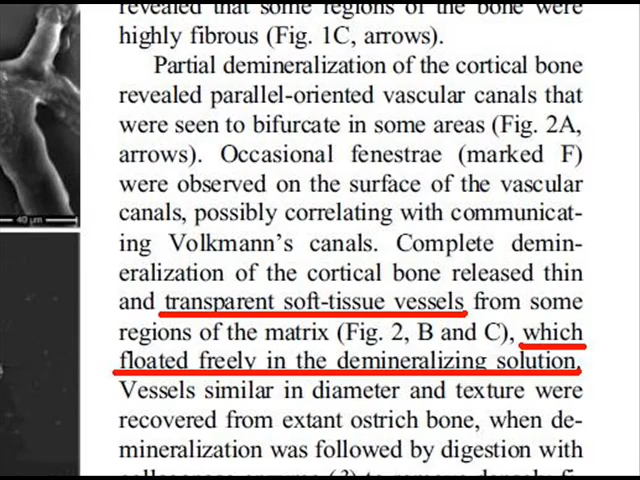 revealed that some regions of the bone were
highly fibrous (Fig. 1C, arrows).
Partial demineralization of the cortical bone
revealed parallel-oriented vascular canals that
were seen to bifurcate in some areas (Fig. 2A,
arrows). Occasional fenestrae (marked F)
were observed on the surface of the vascular
canals, possibly correlating with communicat-
ing Volkmann's canals. Complete demin-
eralization of the cortical bone released thin
and transparent soft-tissue vessels from some
regions of the matrix (Fig. 2, B and C), which
floated freely in the demineralizing solution.
Vessels similar in diameter and texture were
recovered from extant ostrich bone, when de-
mineralization was followed by digestion with
40 µm